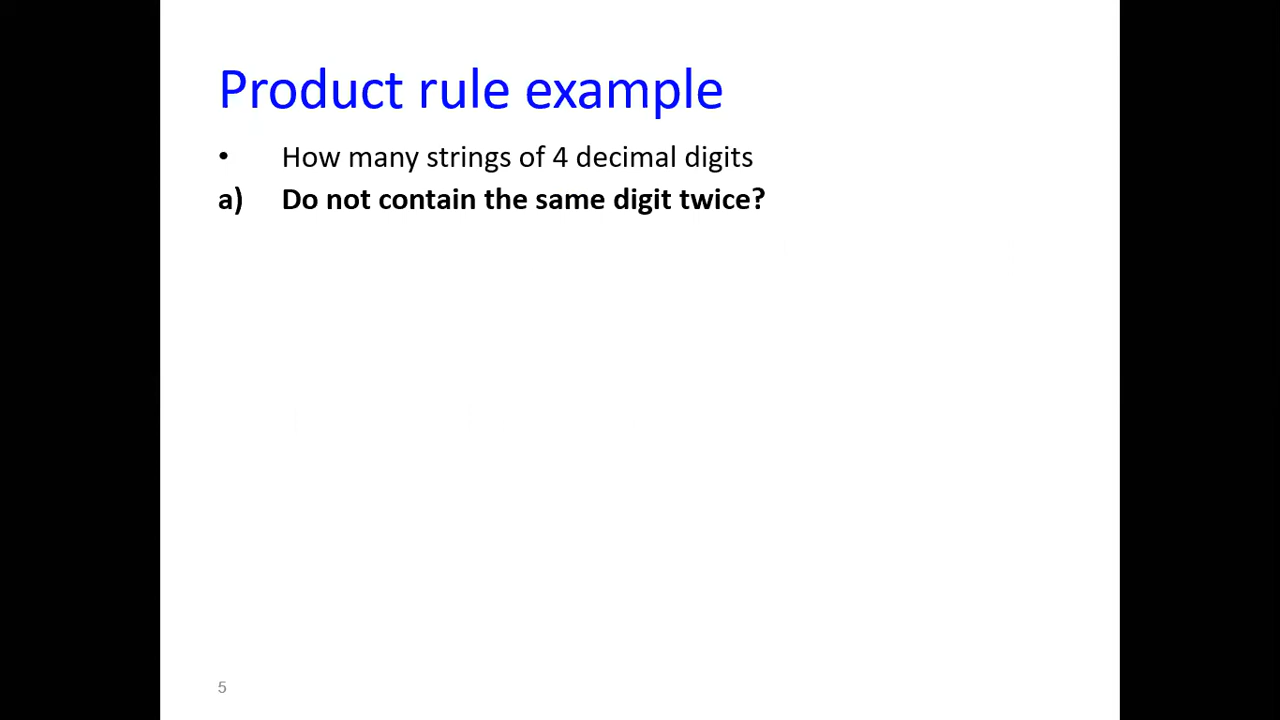 Product rule example
• How many strings of 4 decimal digits
a) Do not contain the same digit twice?
5